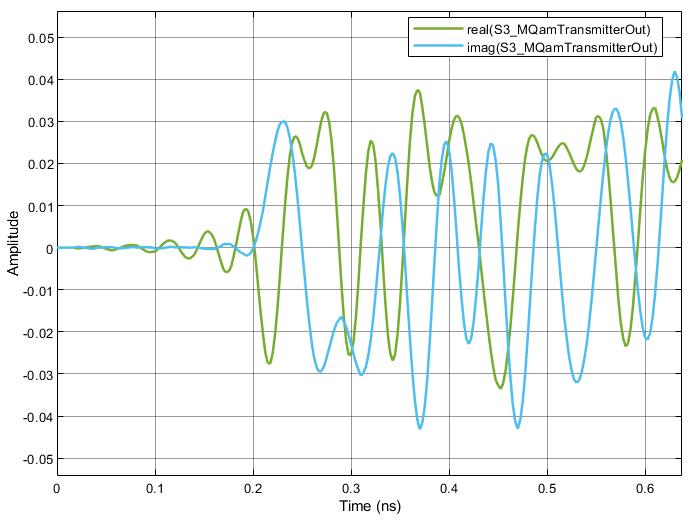 real(S3_MQamTransmitterOut)
imag(S3_MQamTransmitterOut)
0.05
0.04
0.03
0.02
0.01
0
-0.01
-0.02
-0.03
-0.04
-0.05
Amplitude
0 0.1 0.2 0.3 0.4 0.5 0.6
Time (ns)